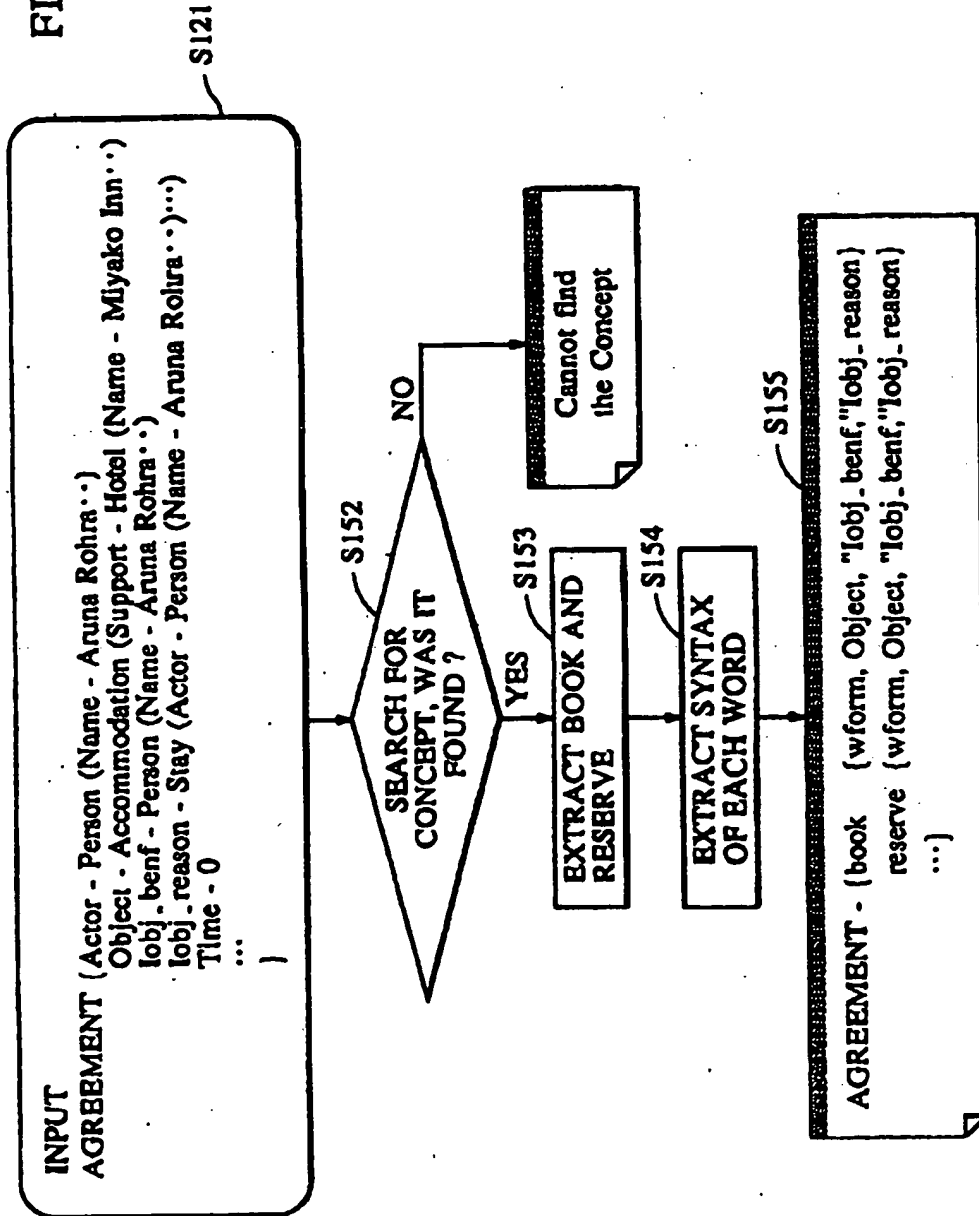 FI
S121
INPUT
AGREEMENT {Actor - Person (Name - Aruna Rohra··)
Object - Accommodation (Support - Hotel (Name - Miyako Inn··)
Iobj_benf - Person (Name - Aruna Rohra··)
Iobj_reason - Stay (Actor - Person (Name - Aruna Rohra··)···)
Time - 0
···
}
S152
SEARCH FOR
CONCEPT, WAS IT
FOUND ?
NO
Cannot find
the Concept
YES
S153
EXTRACT BOOK AND
RESERVE
S154
EXTRACT SYNTAX
OF EACH WORD
S155
AGREEMENT - {book {wform, Object, "Iobj_benf,"Iobj_reason}
reserve {wform, Object, "Iobj_benf,"Iobj_reason}
···}